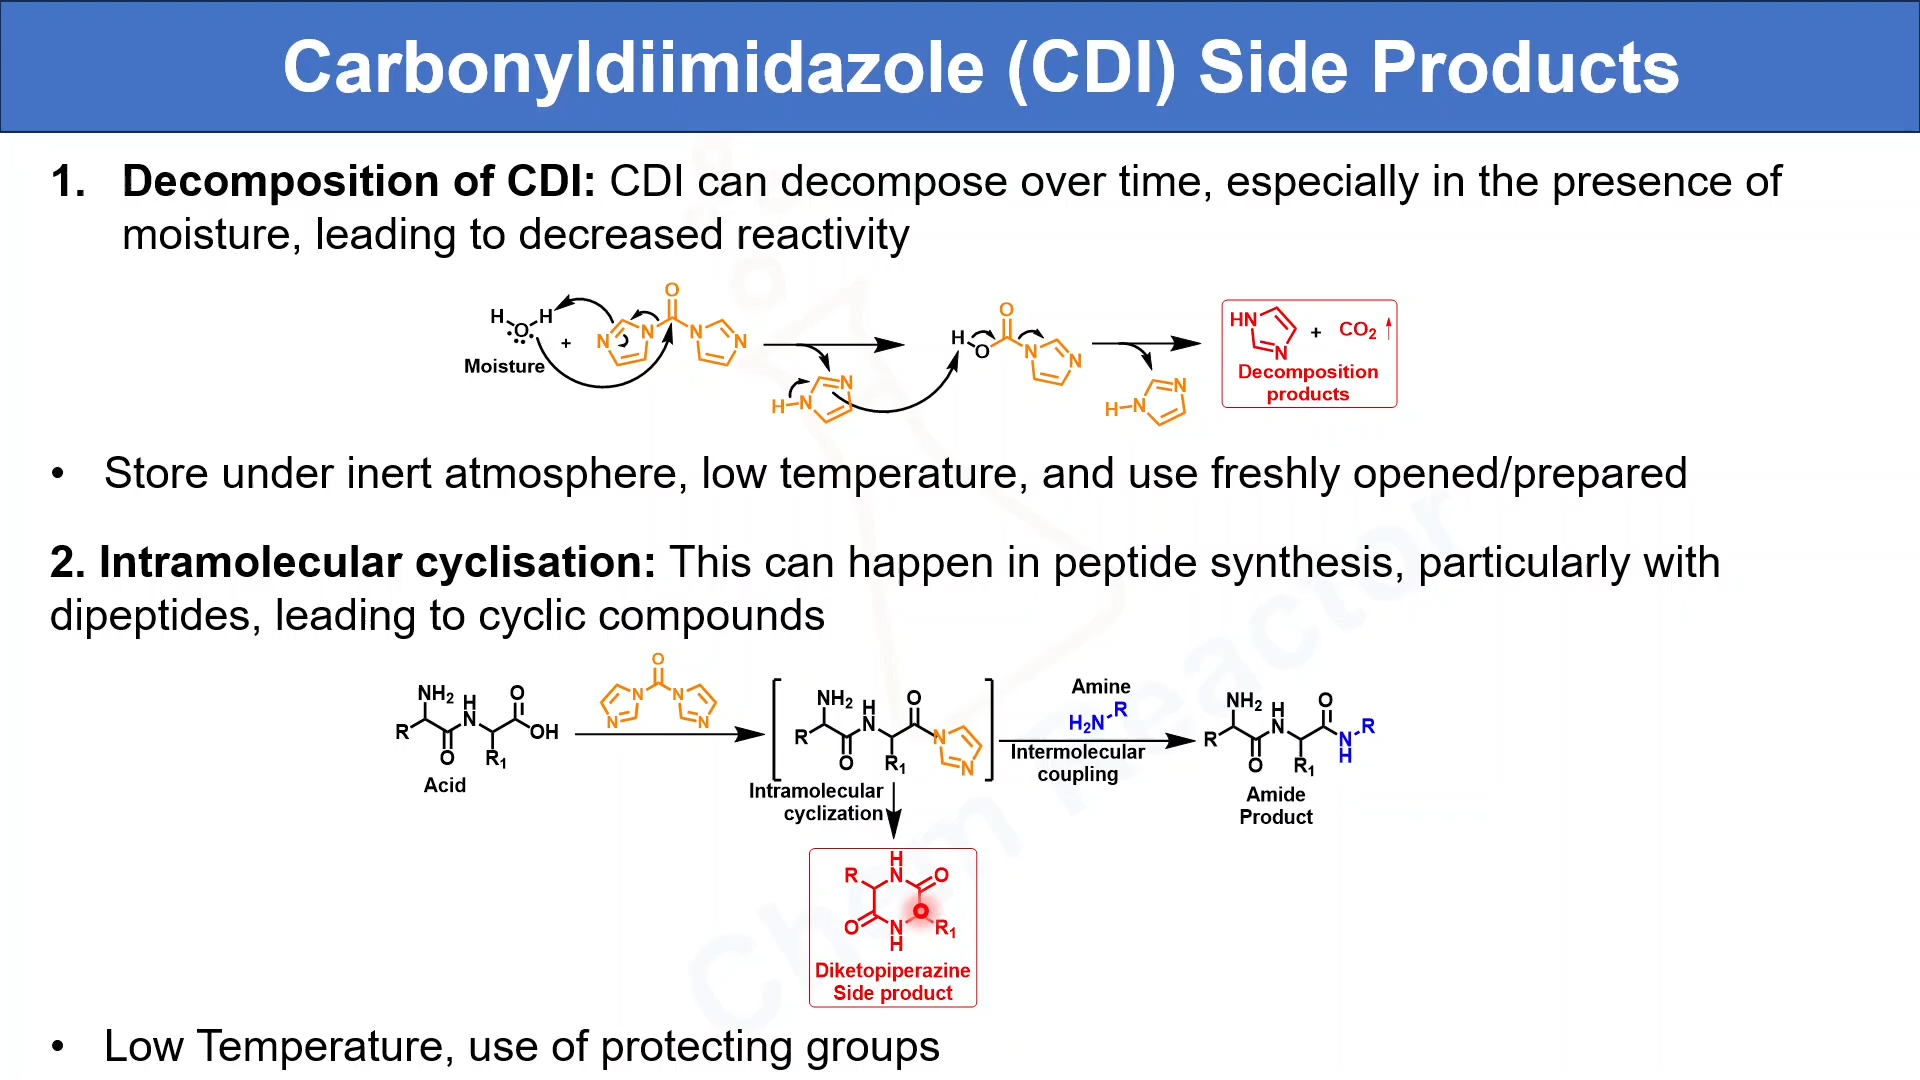 Carbonyldiimidazole (CDI) Side Products
1. Decomposition of CDI: CDI can decompose over time, especially in the presence of
moisture, leading to decreased reactivity
H O H
Moisture
+
O
N N N N
H N N
O
H O N N
H N N
HN N + CO2 ↑
Decomposition
products
• Store under inert atmosphere, low temperature, and use freshly opened/prepared
2. Intramolecular cyclisation: This can happen in peptide synthesis, particularly with
dipeptides, leading to cyclic compounds
NH2 H N O
R O R1 OH
Acid
O
N N N N
NH2 H N O
R O R1 N N
Amine
H2N R
Intermolecular
coupling
NH2 H N O R
R O R1 N H
Amide
Product
Intramolecular
cyclization
H
R N O
O N R1
H
Diketopiperazine
Side product
• Low Temperature, use of protecting groups
Chem Reactor